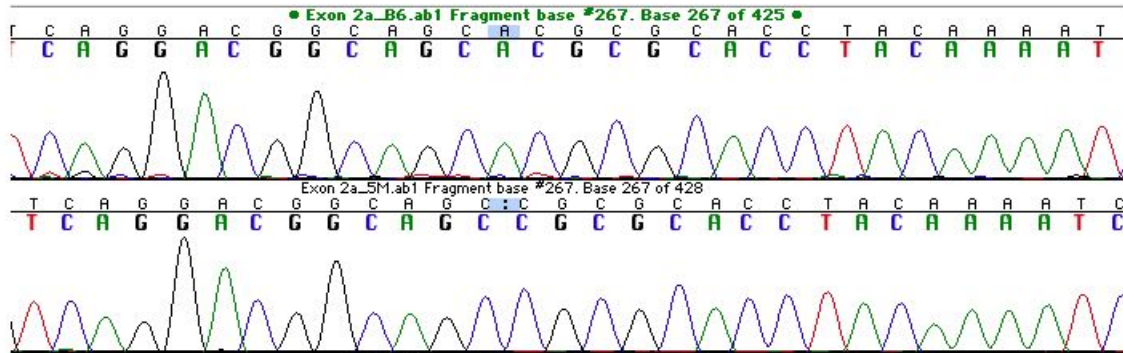 ● Exon 2a_B6.ab1 Fragment base #267. Base 267 of 425 ●
T C A G G A C G G C A G C A C G C G C A C C T A C A A A A T
T C A G G A C G G C A G C A C G C G C A C C T A C A A A A T
Exon 2a_5M.ab1 Fragment base #267. Base 267 of 428
T C A G G A C G G C A G C : C G C G C A C C T A C A A A A T C
T C A G G A C G G C A G C C G C G C A C C T A C A A A A T C